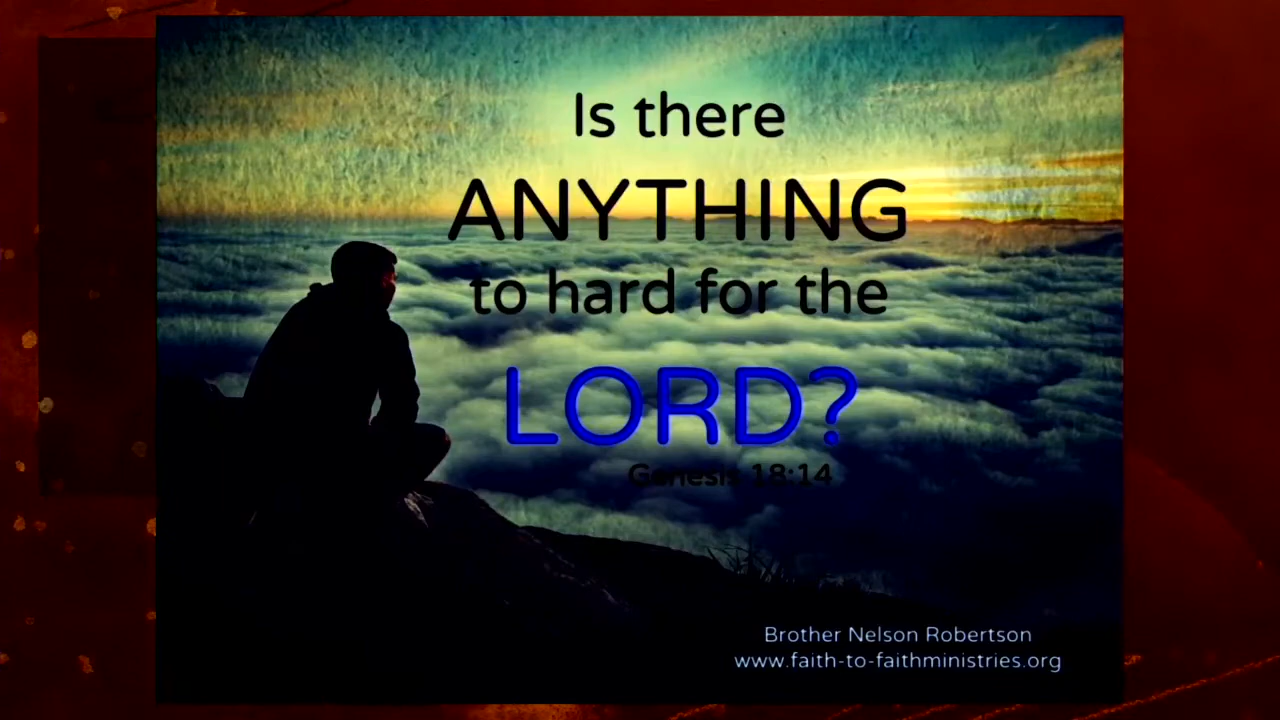 Is there
ANYTHING
to hard for the
LORD?
Genesis 18:14
Brother Nelson Robertson
www.faith-to-faithministries.org